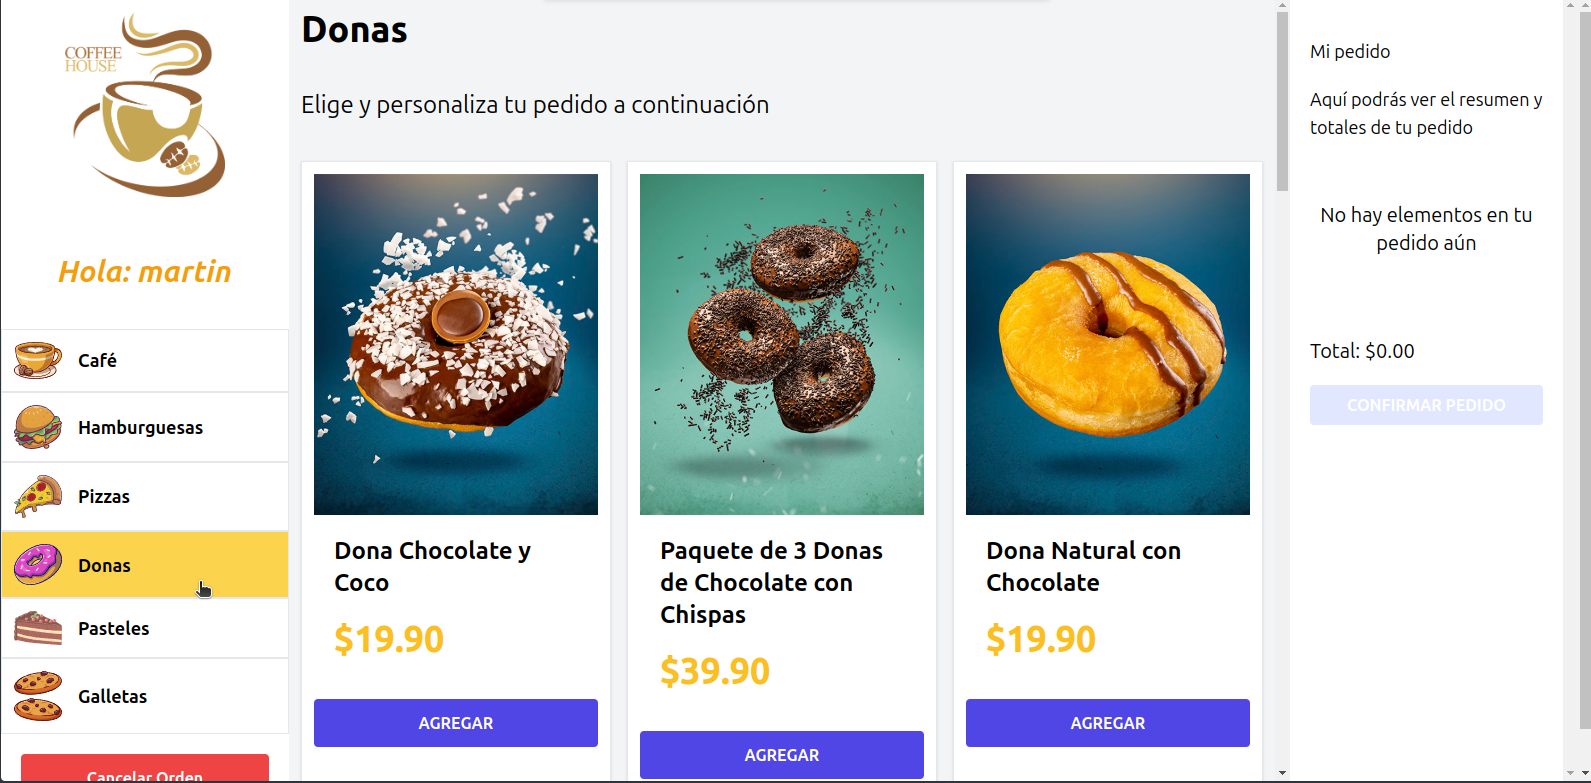 COFFEE
HOUSE
Hola: martin
Café
Hamburguesas
Pizzas
Donas
Pasteles
Galletas
Cancelar Orden
Donas
Elige y personaliza tu pedido a continuación
Dona Chocolate y
Coco
$19.90
AGREGAR
Paquete de 3 Donas
de Chocolate con
Chispas
$39.90
AGREGAR
Dona Natural con
Chocolate
$19.90
AGREGAR
Mi pedido
Aquí podrás ver el resumen y
totales de tu pedido
No hay elementos en tu
pedido aún
Total: $0.00
CONFIRMAR PEDIDO